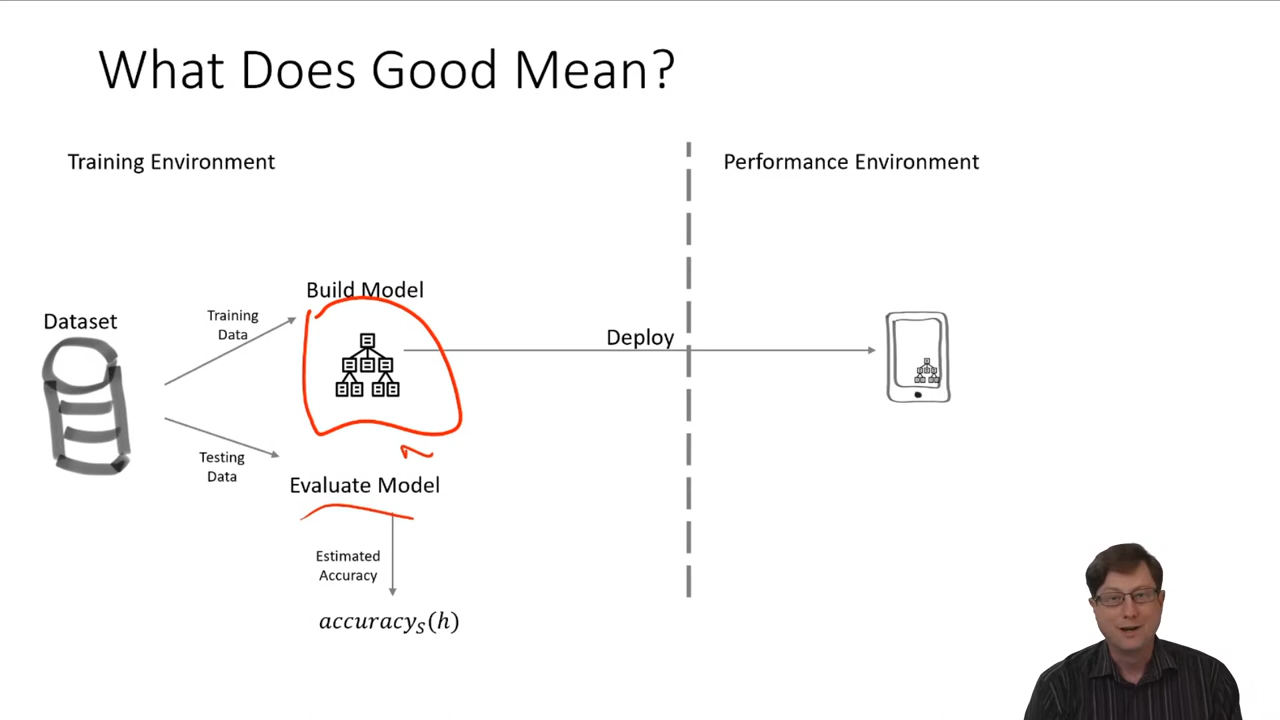 What Does Good Mean?
Training Environment
Performance Environment
Build Model
Dataset
Training
Data
Deploy
Testing
Data
Evaluate Model
Estimated
Accuracy
accuracy_S(h)